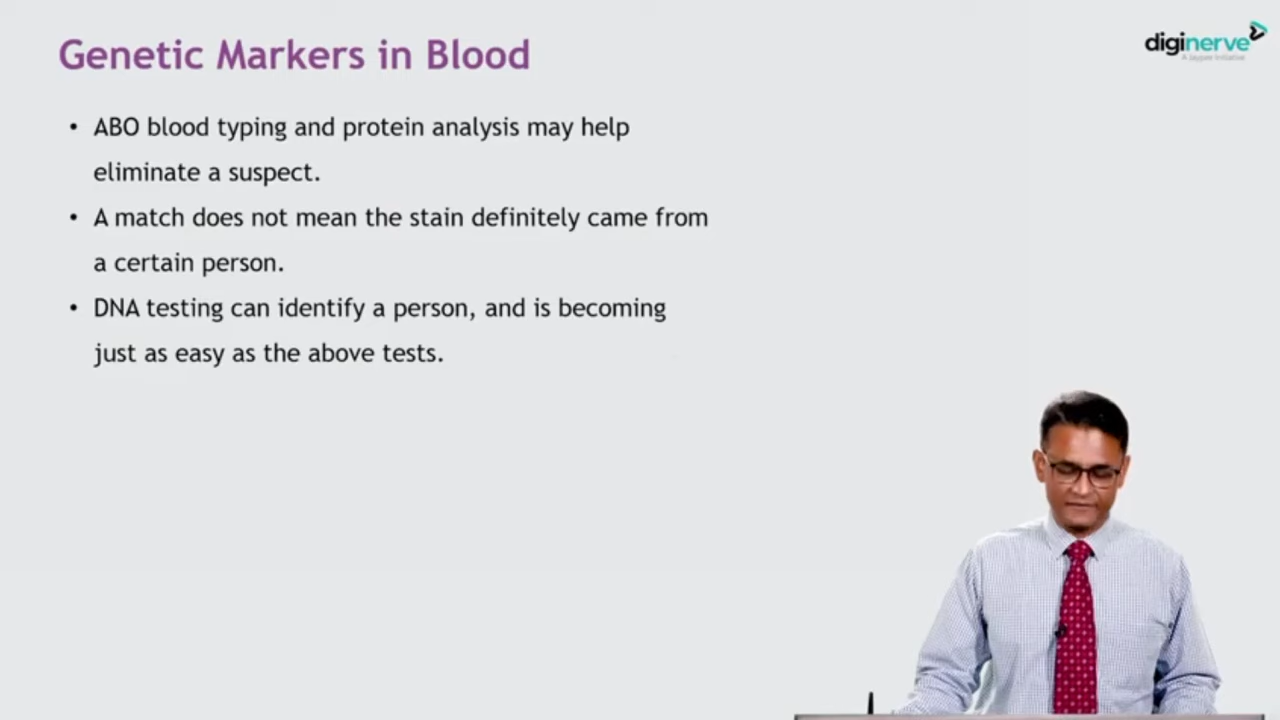 Genetic Markers in Blood
diginerve
A Jaypee Initiative
• ABO blood typing and protein analysis may help
eliminate a suspect.
• A match does not mean the stain definitely came from
a certain person.
• DNA testing can identify a person, and is becoming
just as easy as the above tests.